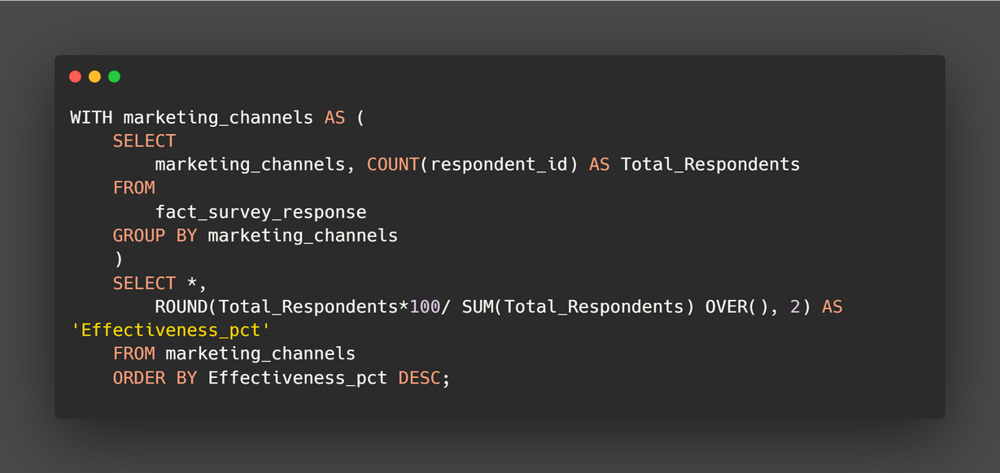 WITH marketing_channels AS (
    SELECT
        marketing_channels, COUNT(respondent_id) AS Total_Respondents
    FROM
        fact_survey_response
    GROUP BY marketing_channels
    )
    SELECT *,
        ROUND(Total_Respondents*100/ SUM(Total_Respondents) OVER(), 2) AS
'Effectiveness_pct'
    FROM marketing_channels
    ORDER BY Effectiveness_pct DESC;